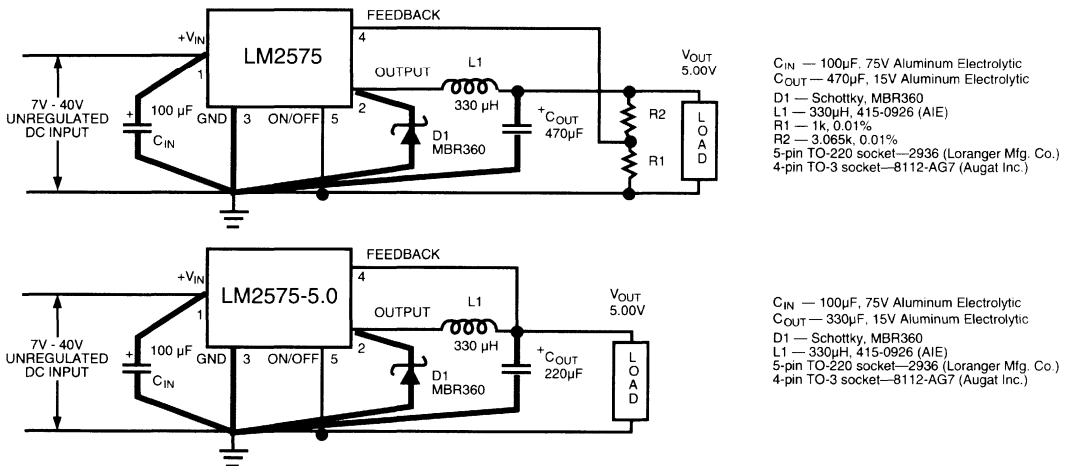 FEEDBACK
+VIN
LM2575
4
L1
VOUT
5.00V
1
OUTPUT
2
330 µH
7V - 40V
UNREGULATED
DC INPUT
+
100 µF
CIN
GND
3
ON/OFF
5
D1
MBR360
+COUT
470µF
R2
R1
LOAD
CIN — 100µF, 75V Aluminum Electrolytic
COUT — 470µF, 15V Aluminum Electrolytic
D1 — Schottky, MBR360
L1 — 330µH, 415-0926 (AIE)
R1 — 1k, 0.01%
R2 — 3.065k, 0.01%
5-pin TO-220 socket—2936 (Loranger Mfg. Co.)
4-pin TO-3 socket—8112-AG7 (Augat Inc.)
FEEDBACK
+VIN
LM2575-5.0
4
L1
VOUT
5.00V
1
OUTPUT
2
330 µH
7V - 40V
UNREGULATED
DC INPUT
+
100 µF
CIN
GND
3
ON/OFF
5
D1
MBR360
+COUT
220µF
LOAD
CIN — 100µF, 75V Aluminum Electrolytic
COUT — 330µF, 15V Aluminum Electrolytic
D1 — Schottky, MBR360
L1 — 330µH, 415-0926 (AIE)
5-pin TO-220 socket—2936 (Loranger Mfg. Co.)
4-pin TO-3 socket—8112-AG7 (Augat Inc.)